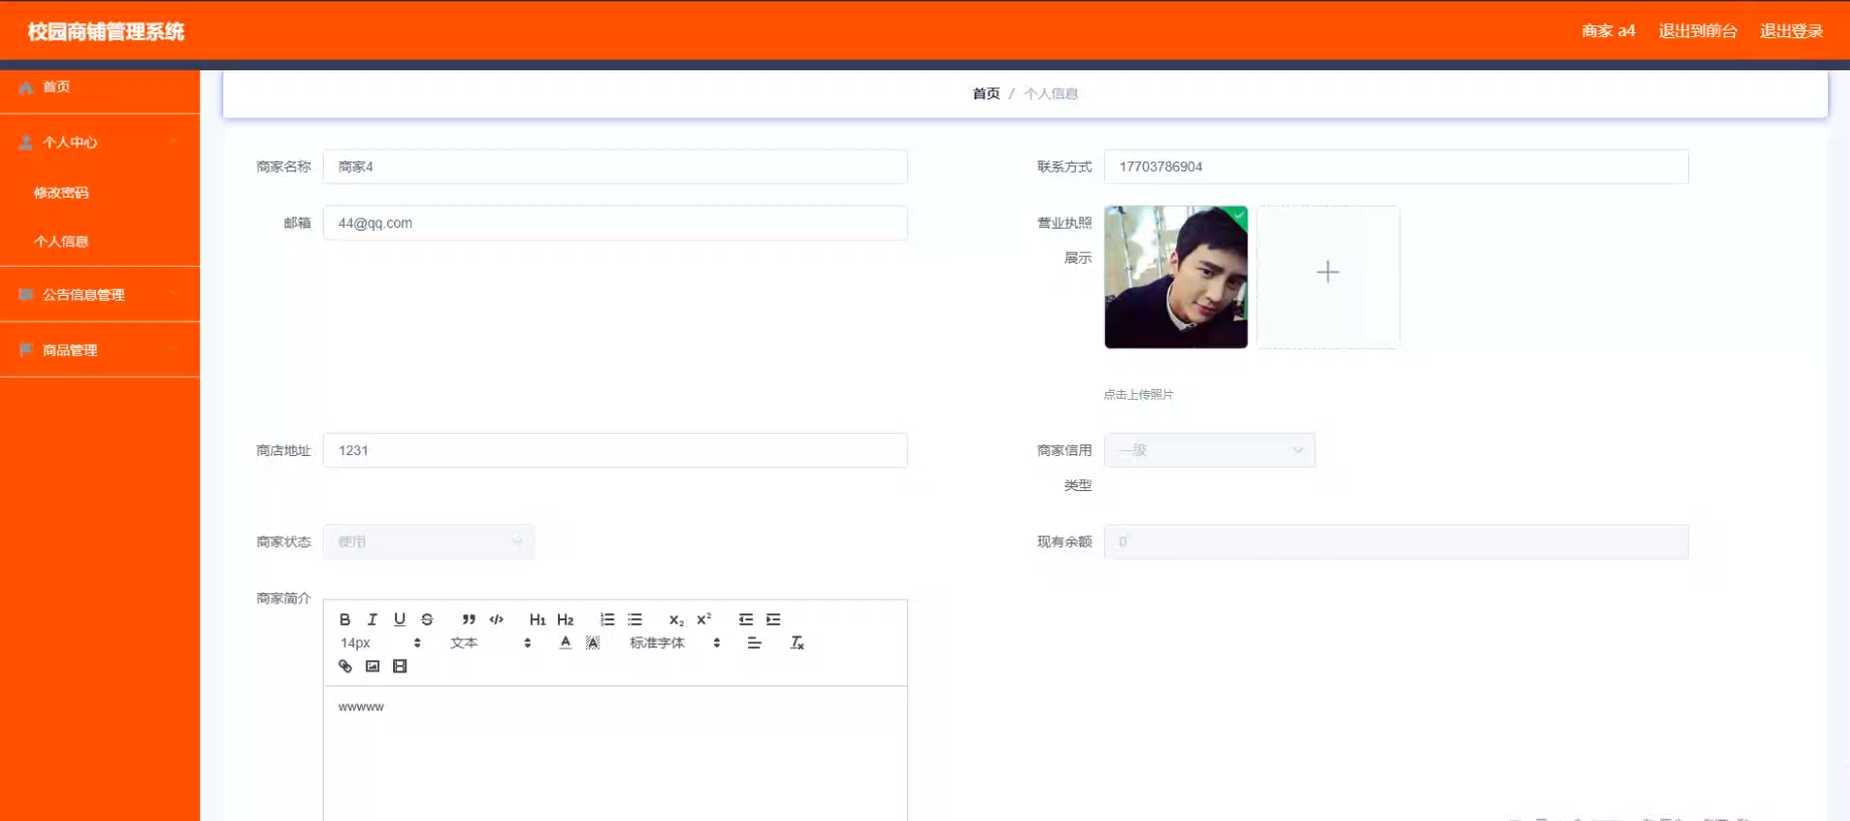 校园商铺管理系统
商家 a4 退出到前台 退出登录
首页
个人中心
修改密码
个人信息
公告信息管理
商品管理
首页 / 个人信息
商家名称 商家4
联系方式 17703786904
邮箱 44@qq.com
营业执照
展示
点击上传照片
商店地址 1231
商家信用 一级
类型
商家状态 使用
现有余额 0
商家简介
B I U S H1 H2 x2 x2
14px 文本 A A 标准字体 Tx
wwwww